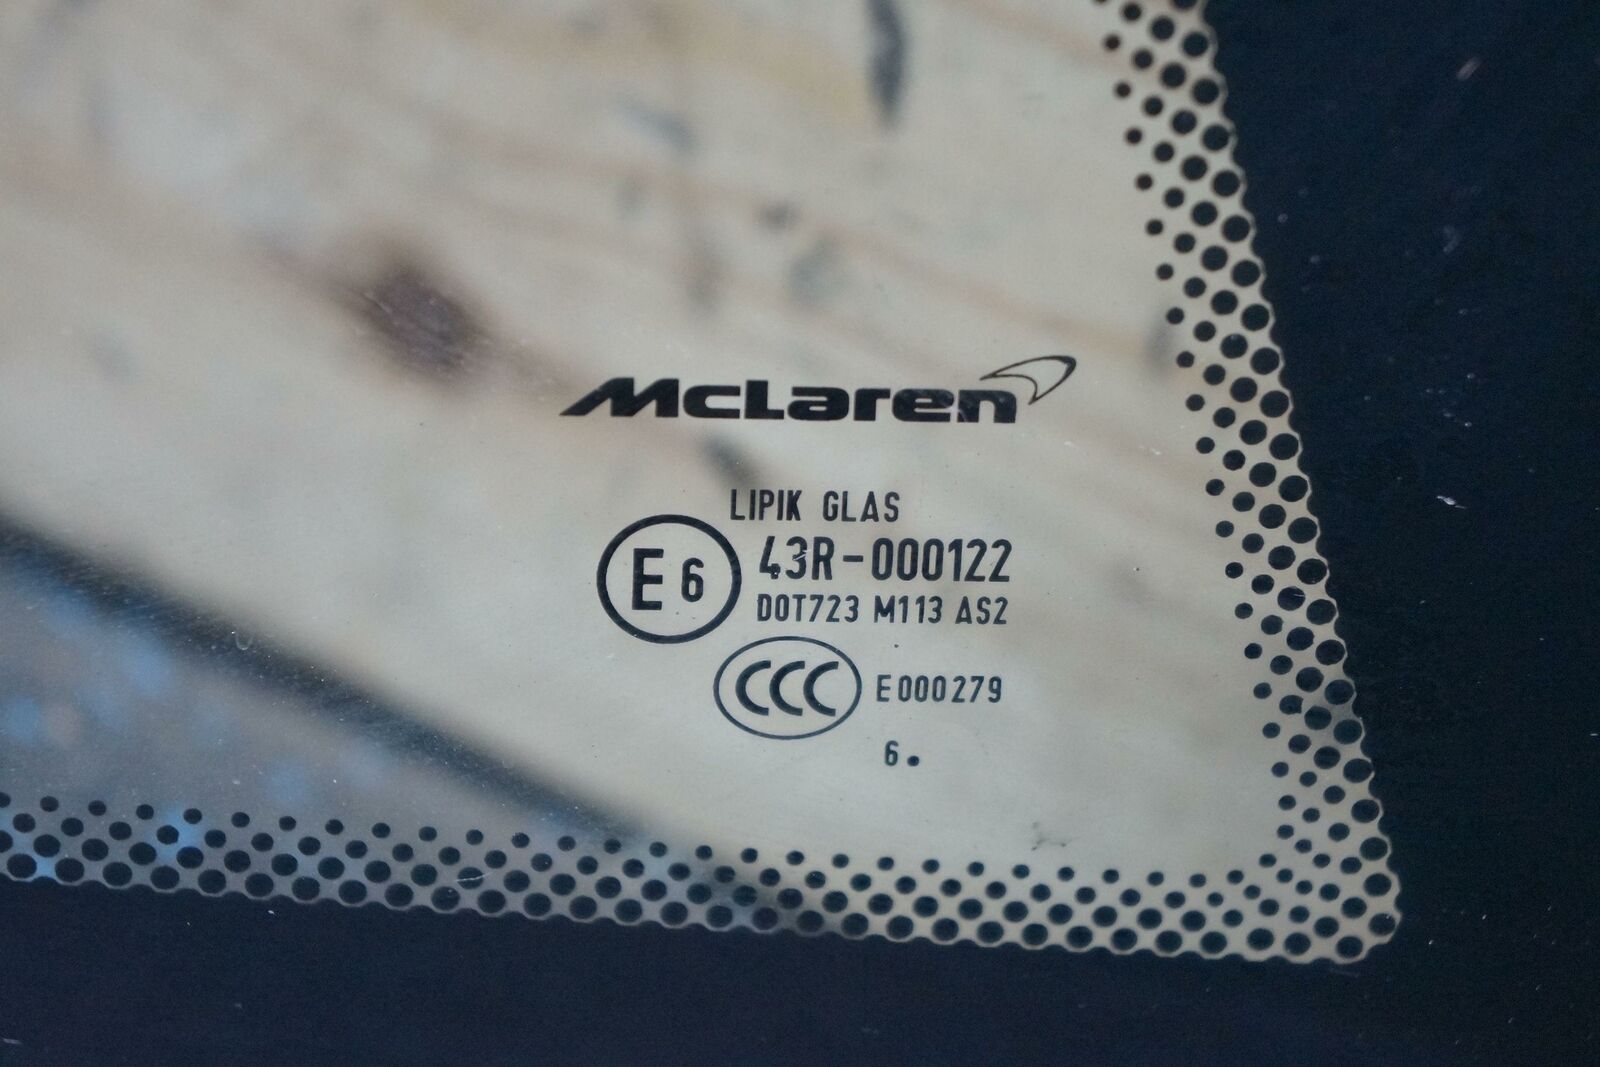 McLaren
LIPIK GLAS
E6 43R-000122
DOT723 M113 AS2
CCC E000279
6.